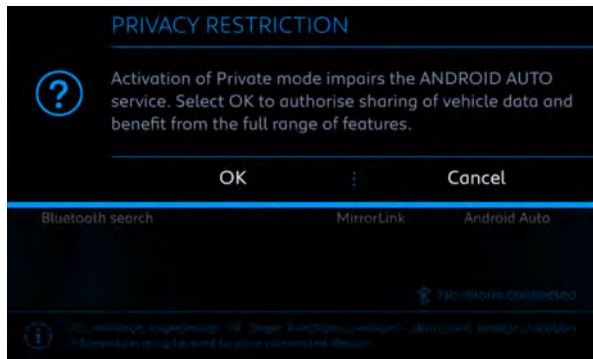 PRIVACY RESTRICTION
Activation of Private mode impairs the ANDROID AUTO
service. Select OK to authorise sharing of vehicle data and
benefit from the full range of features.
OK Cancel
Bluetooth search MirrorLink Android Auto
No phone connected